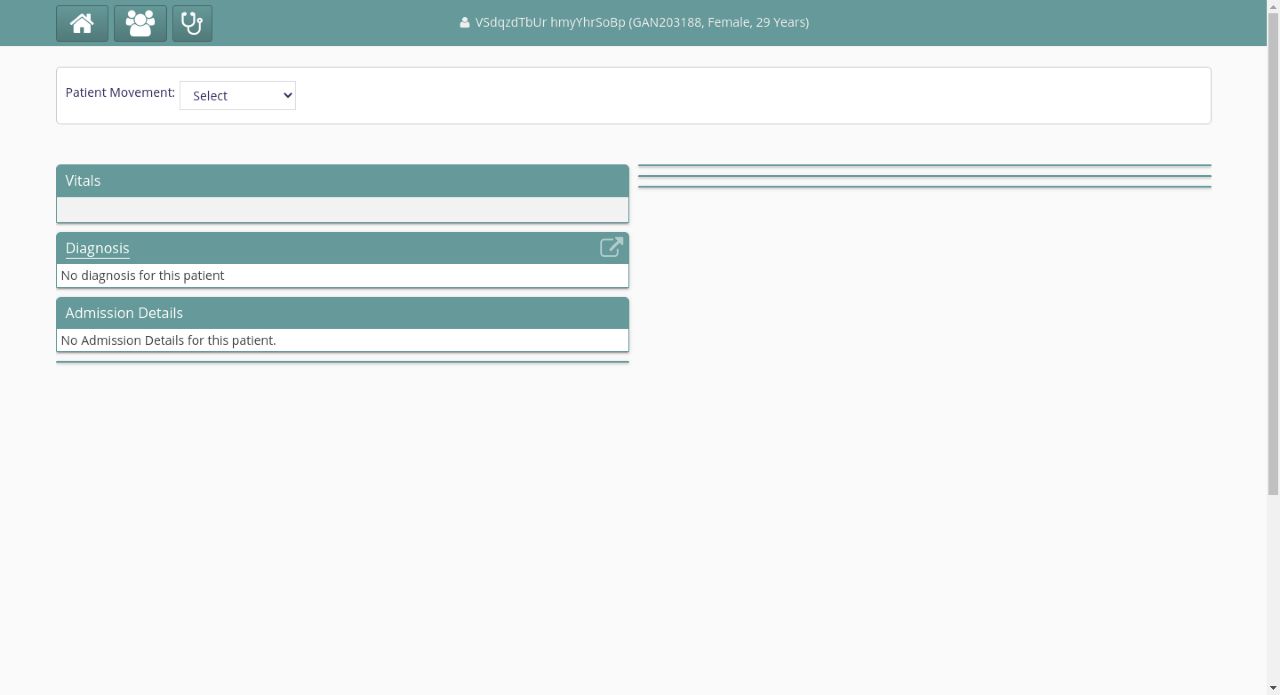 VSdqzdTbUr hmyYhrSoBp (GAN203188, Female, 29 Years)
Patient Movement: Select
Vitals
Diagnosis
No diagnosis for this patient
Admission Details
No Admission Details for this patient.